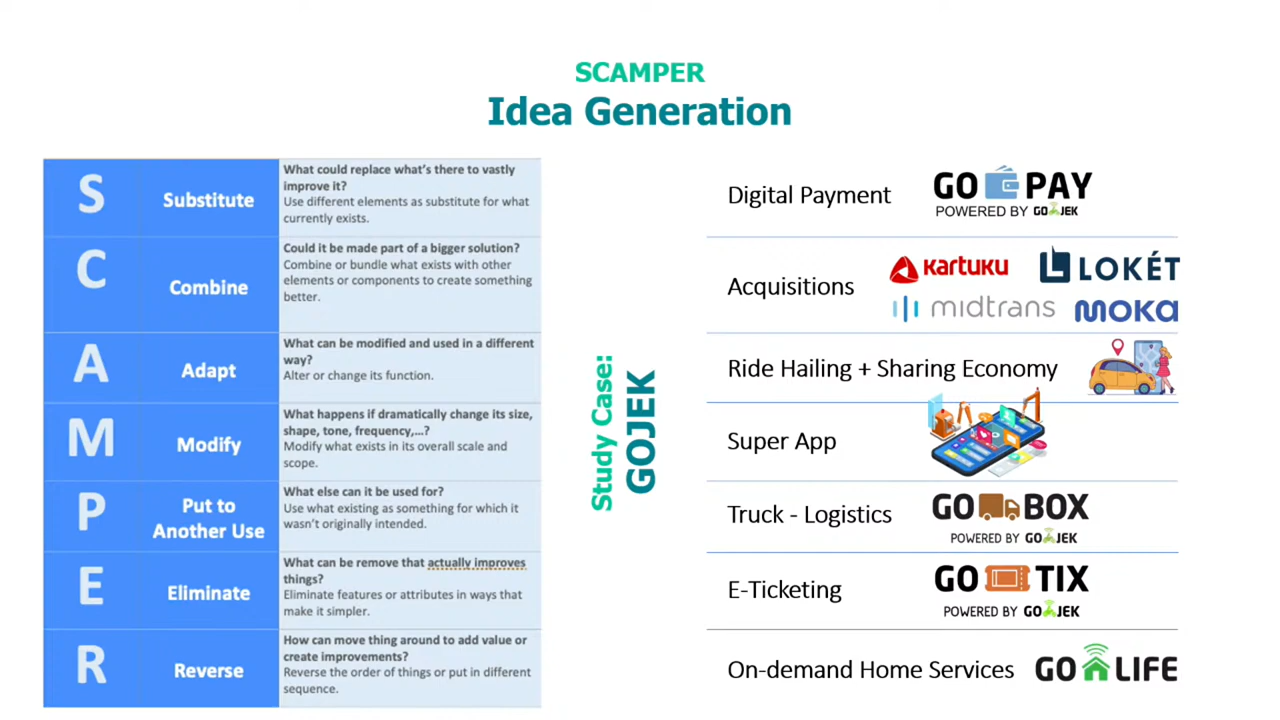 SCAMPER
Idea Generation
S
Substitute
What could replace what's there to vastly
improve it?
Use different elements as substitute for what
currently exists.
C
Combine
Could it be made part of a bigger solution?
Combine or bundle what exists with other
elements or components to create something
better.
A
Adapt
What can be modified and used in a different
way?
Alter or change its function.
M
Modify
What happens if dramatically change its size,
shape, tone, frequency,...?
Modify what exists in its overall scale and
scope.
P
Put to
Another Use
What else can it be used for?
Use what existing as something for which it
wasn't originally intended.
E
Eliminate
What can be remove that actually improves
things?
Eliminate features or attributes in ways that
make it simpler.
R
Reverse
How can move thing around to add value or
create improvements?
Reverse the order of things or put in different
sequence.
Study Case:
GOJEK
Digital Payment
GO PAY
POWERED BY GOJEK
Acquisitions
KARTUKU
LOKÉT
midtrans
MOKA
Ride Hailing + Sharing Economy
Super App
Truck - Logistics
GO BOX
POWERED BY GOJEK
E-Ticketing
GO TIX
POWERED BY GOJEK
On-demand Home Services
GO LIFE